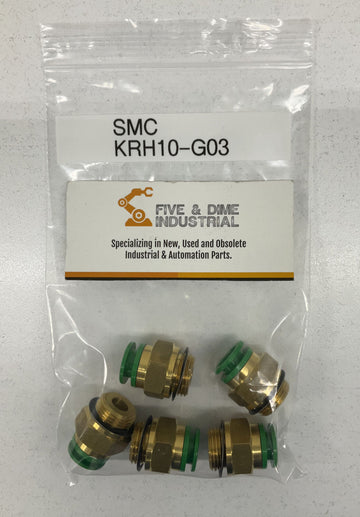 SMC
KRH10-G03
FIVE & DIME
INDUSTRIAL
Specializing in New, Used and Obsolete
Industrial & Automation Parts.